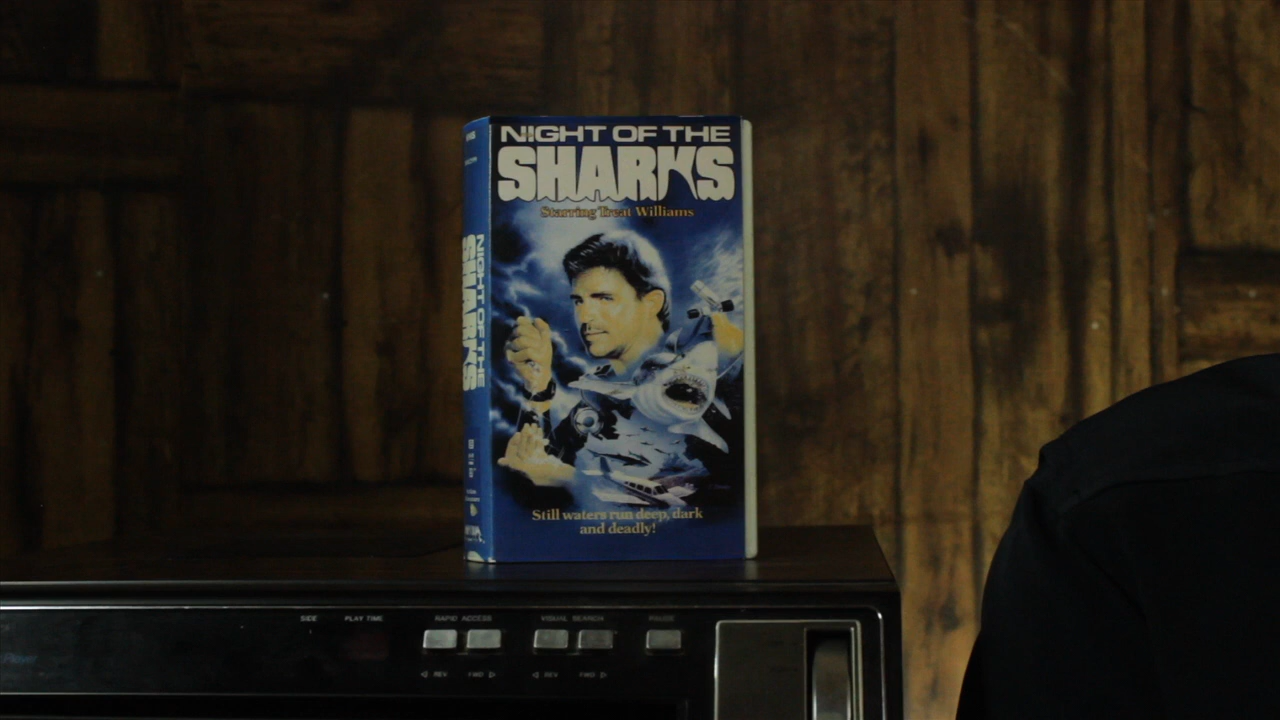 NIGHT OF THE
SHARKS
Starring Treat Williams
NIGHT OF THE
SHARKS
Still waters run deep, dark
and deadly!
SIDE
PLAY TIME
RAPID ACCESS
VISUAL SEARCH
PAUSE
Player
◁ REV
FWD ▷
◁ REV
FWD ▷